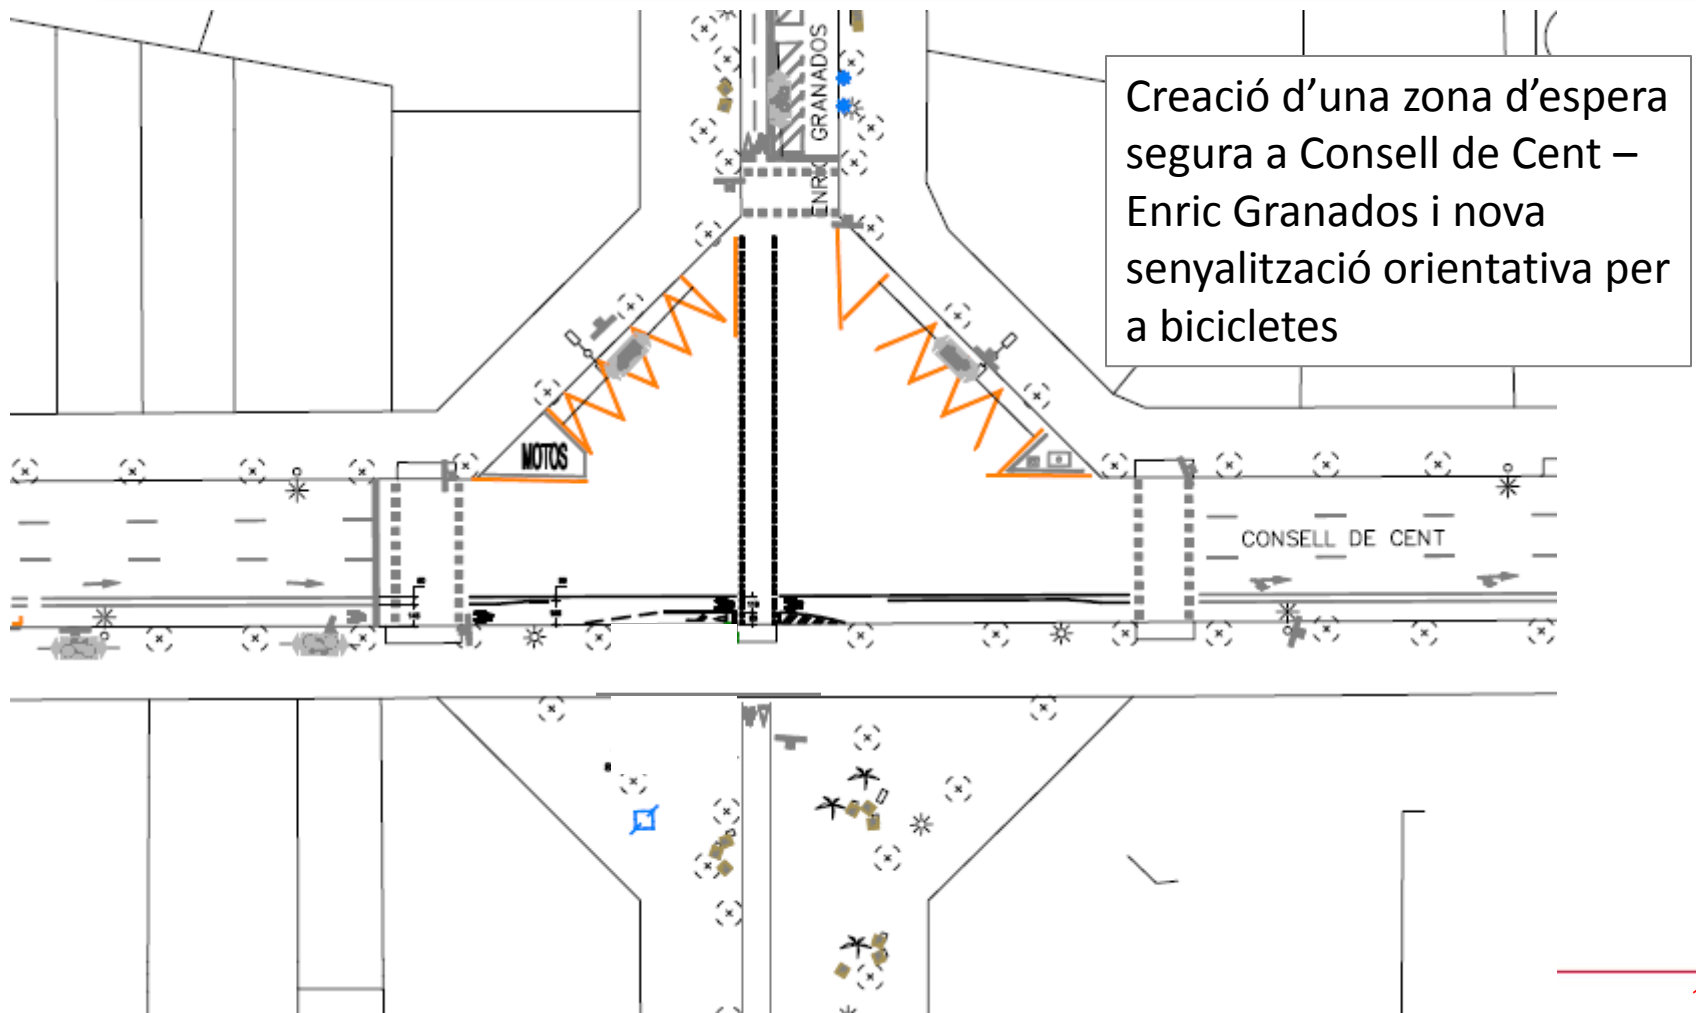 Creació d’una zona d’espera
segura a Consell de Cent –
Enric Granados i nova
senyalització orientativa per
a bicicletes
ENRIC GRANADOS
MOTOS
CONSELL DE CENT